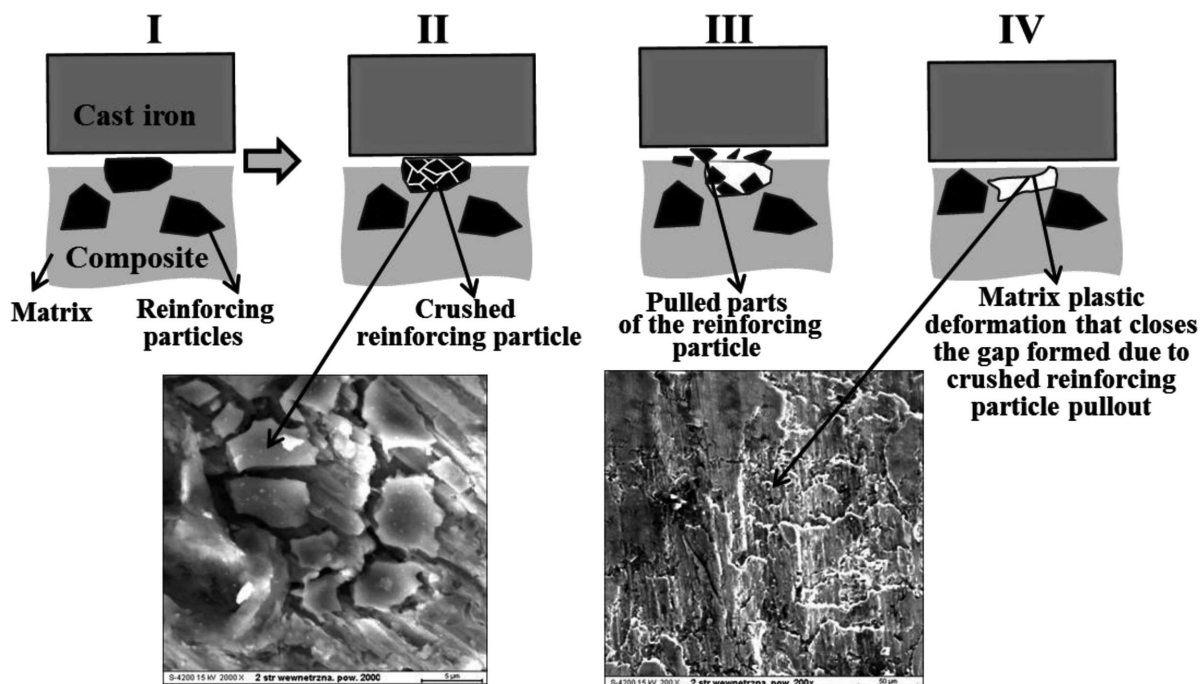 I
II
III
IV
Cast iron
Composite
Matrix
Reinforcing
particles
Crushed
reinforcing particle
Pulled parts
of the reinforcing
particle
Matrix plastic
deformation that closes
the gap formed due to
crushed reinforcing
particle pullout
S-4200 15 kV 2000 X
2 str wewnetrzna. pow. 2000
5 µm
S-4200 15 kV 200X
2 str wewnetrzna. pow. 200x
50 µm